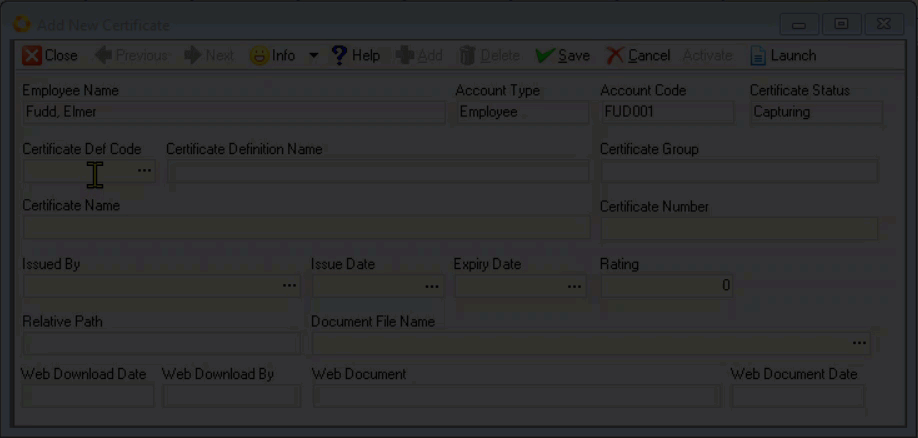 Add New Certificate
Close Previous Next Info Help Add Delete Save Cancel Activate Launch
Employee Name Account Type Account Code Certificate Status
Fudd, Elmer Employee FUD001 Capturing
Certificate Def Code Certificate Definition Name Certificate Group
...
Certificate Name Certificate Number
Issued By Issue Date Expiry Date Rating
... ... ... 0
Relative Path Document File Name
...
Web Download Date Web Download By Web Document Web Document Date